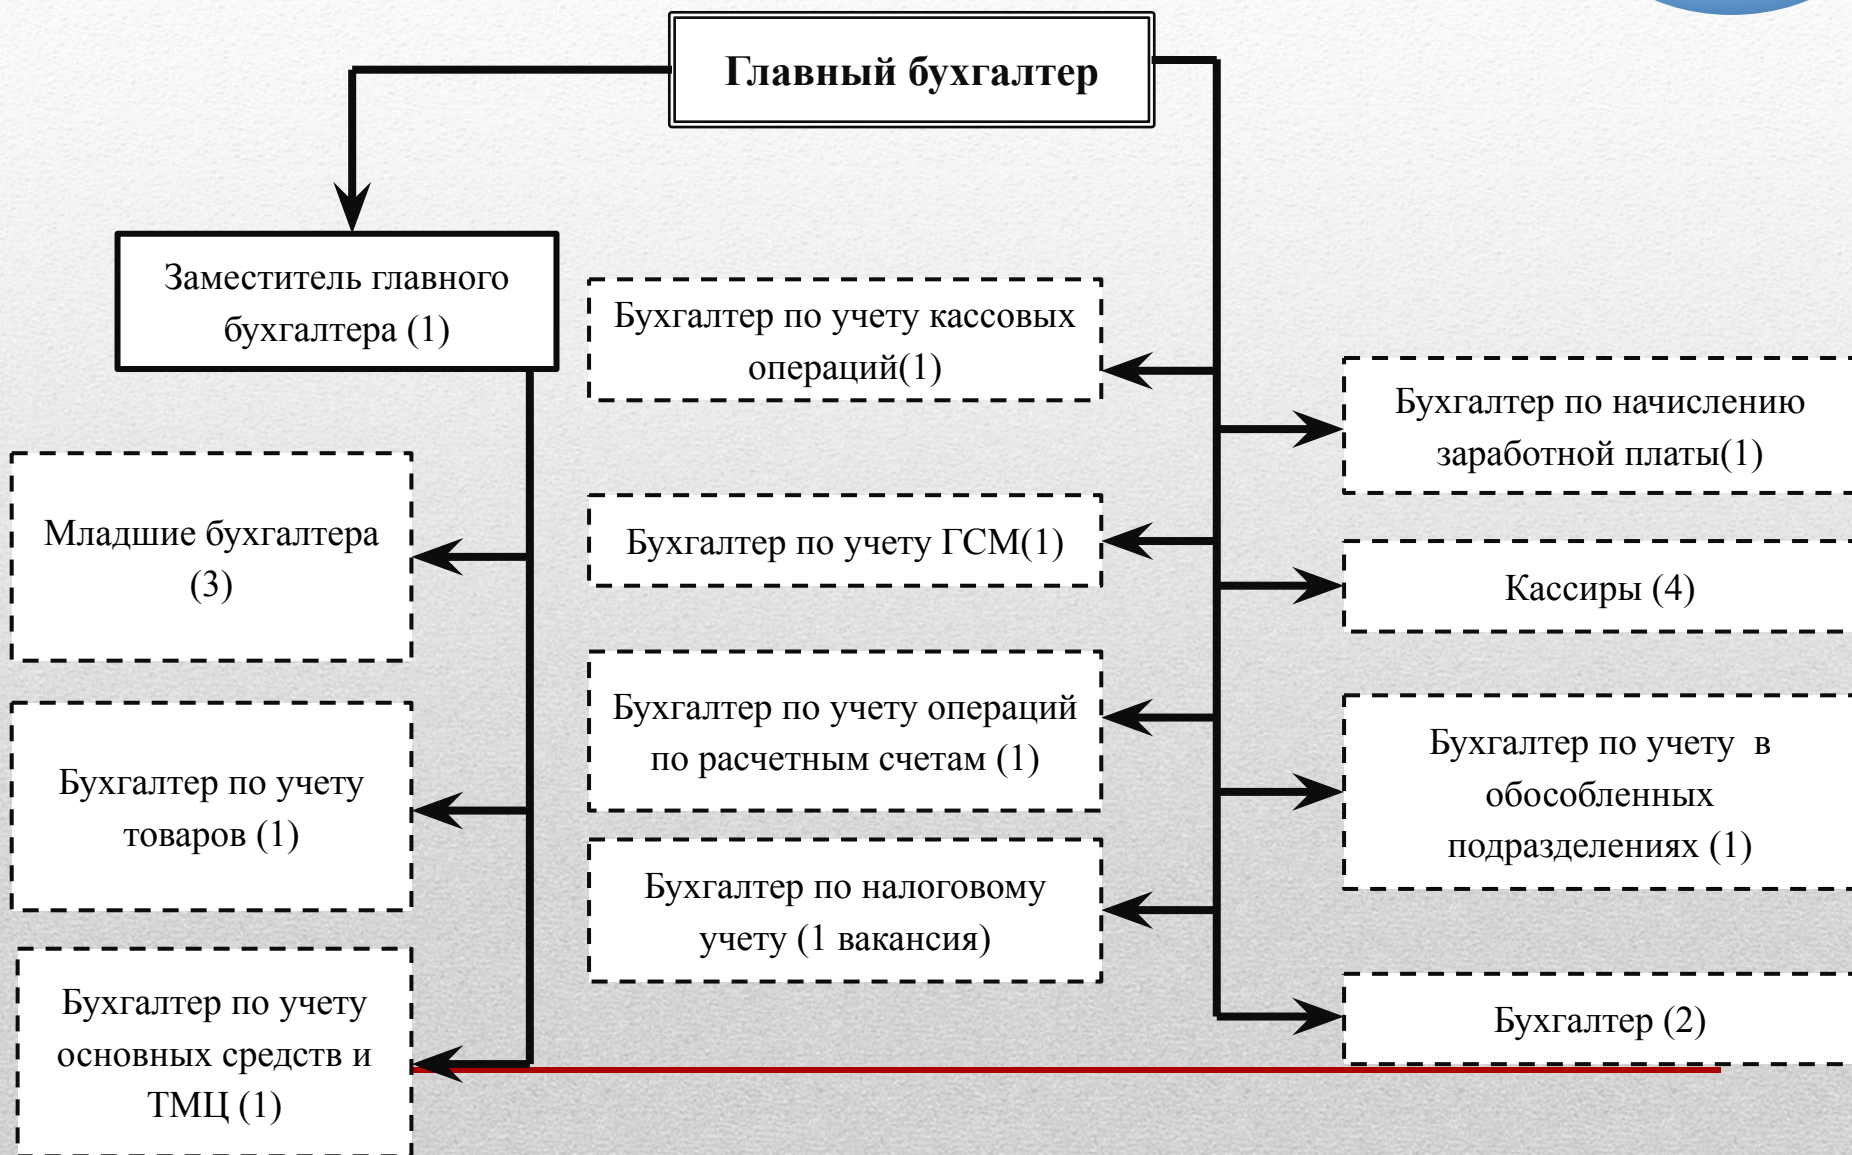 Главный бухгалтер
Заместитель главного
бухгалтера (1)
Младшие бухгалтера
(3)
Бухгалтер по учету
товаров (1)
Бухгалтер по учету
основных средств и
ТМЦ (1)
Бухгалтер по учету кассовых
операций(1)
Бухгалтер по учету ГСМ(1)
Бухгалтер по учету операций
по расчетным счетам (1)
Бухгалтер по налоговому
учету (1 вакансия)
Бухгалтер по начислению
заработной платы(1)
Кассиры (4)
Бухгалтер по учету  в
обособленных
подразделениях (1)
Бухгалтер (2)